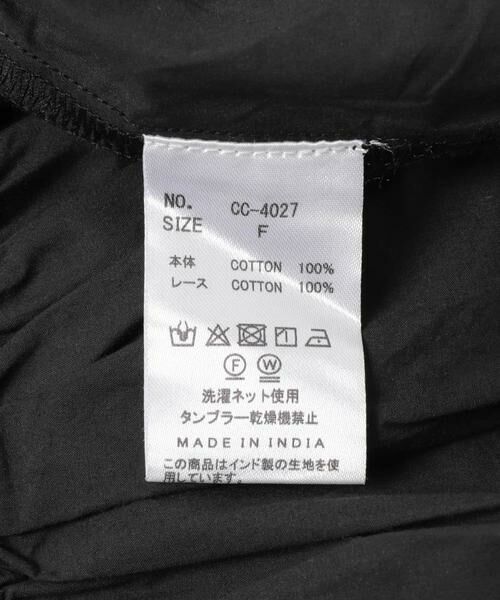 NO. CC-4027
SIZE F
本体 COTTON 100%
レース COTTON 100%
F W
洗濯ネット使用
タンブラー乾燥機禁止
MADE IN INDIA
この商品はインド製の生地を使
用しています。